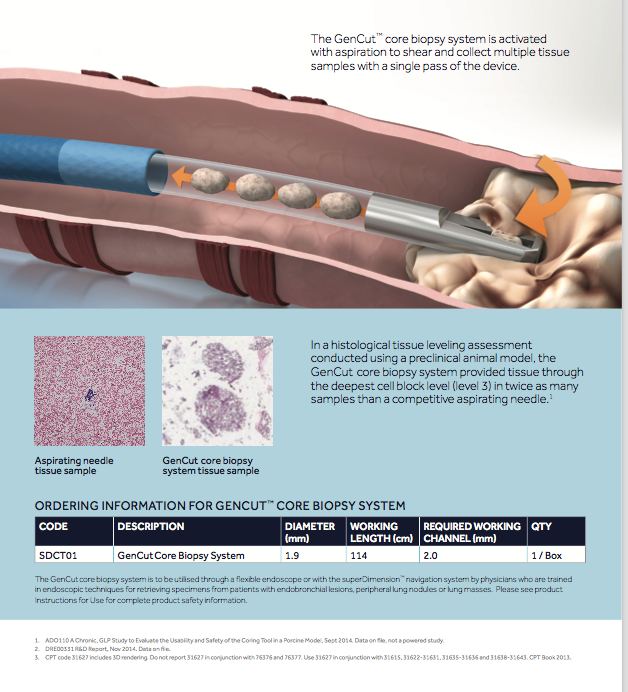 The GenCut™ core biopsy system is activated
with aspiration to shear and collect multiple tissue
samples with a single pass of the device.
In a histological tissue leveling assessment
conducted using a preclinical animal model, the
GenCut core biopsy system provided tissue through
the deepest cell block level (level 3) in twice as many
samples than a competitive aspirating needle.¹
Aspirating needle
tissue sample
GenCut core biopsy
system tissue sample
ORDERING INFORMATION FOR GENCUT™ CORE BIOPSY SYSTEM
CODE DESCRIPTION DIAMETER (mm) WORKING LENGTH (cm) REQUIRED WORKING CHANNEL (mm) QTY
SDCT01 GenCut Core Biopsy System 1.9 114 2.0 1 / Box
The GenCut core biopsy system is to be utilised through a flexible endoscope or with the superDimension™ navigation system by physicians who are trained
in endoscopic techniques for retrieving specimens from patients with endobronchial lesions, peripheral lung nodules or lung masses. Please see product
Instructions for Use for complete product safety information.
1. ADO110 A Chronic, GLP Study to Evaluate the Usability and Safety of the Coring Tool in a Porcine Model, Sept 2014. Data on file, not a powered study.
2. DRE00331 R&D Report, Nov 2014. Data on file.
3. CPT code 31627 includes 3D rendering. Do not report 31627 in conjunction with 76376 and 76377. Use 31627 in conjunction with 31615, 31622-31631, 31635-31636 and 31638-31643. CPT Book 2013.